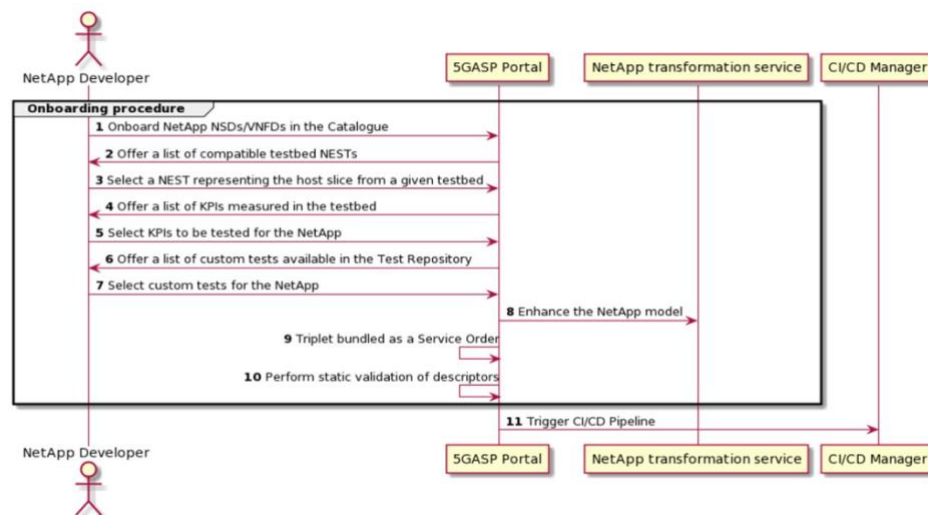 NetApp Developer
5GASP Portal
NetApp transformation service
CI/CD Manager
Onboarding procedure
1 Onboard NetApp NSDs/VNFDs in the Catalogue
2 Offer a list of compatible testbed NESTs
3 Select a NEST representing the host slice from a given testbed
4 Offer a list of KPIs measured in the testbed
5 Select KPIs to be tested for the NetApp
6 Offer a list of custom tests available in the Test Repository
7 Select custom tests for the NetApp
8 Enhance the NetApp model
9 Triplet bundled as a Service Order
10 Perform static validation of descriptors
11 Trigger CI/CD Pipeline
NetApp Developer
5GASP Portal
NetApp transformation service
CI/CD Manager